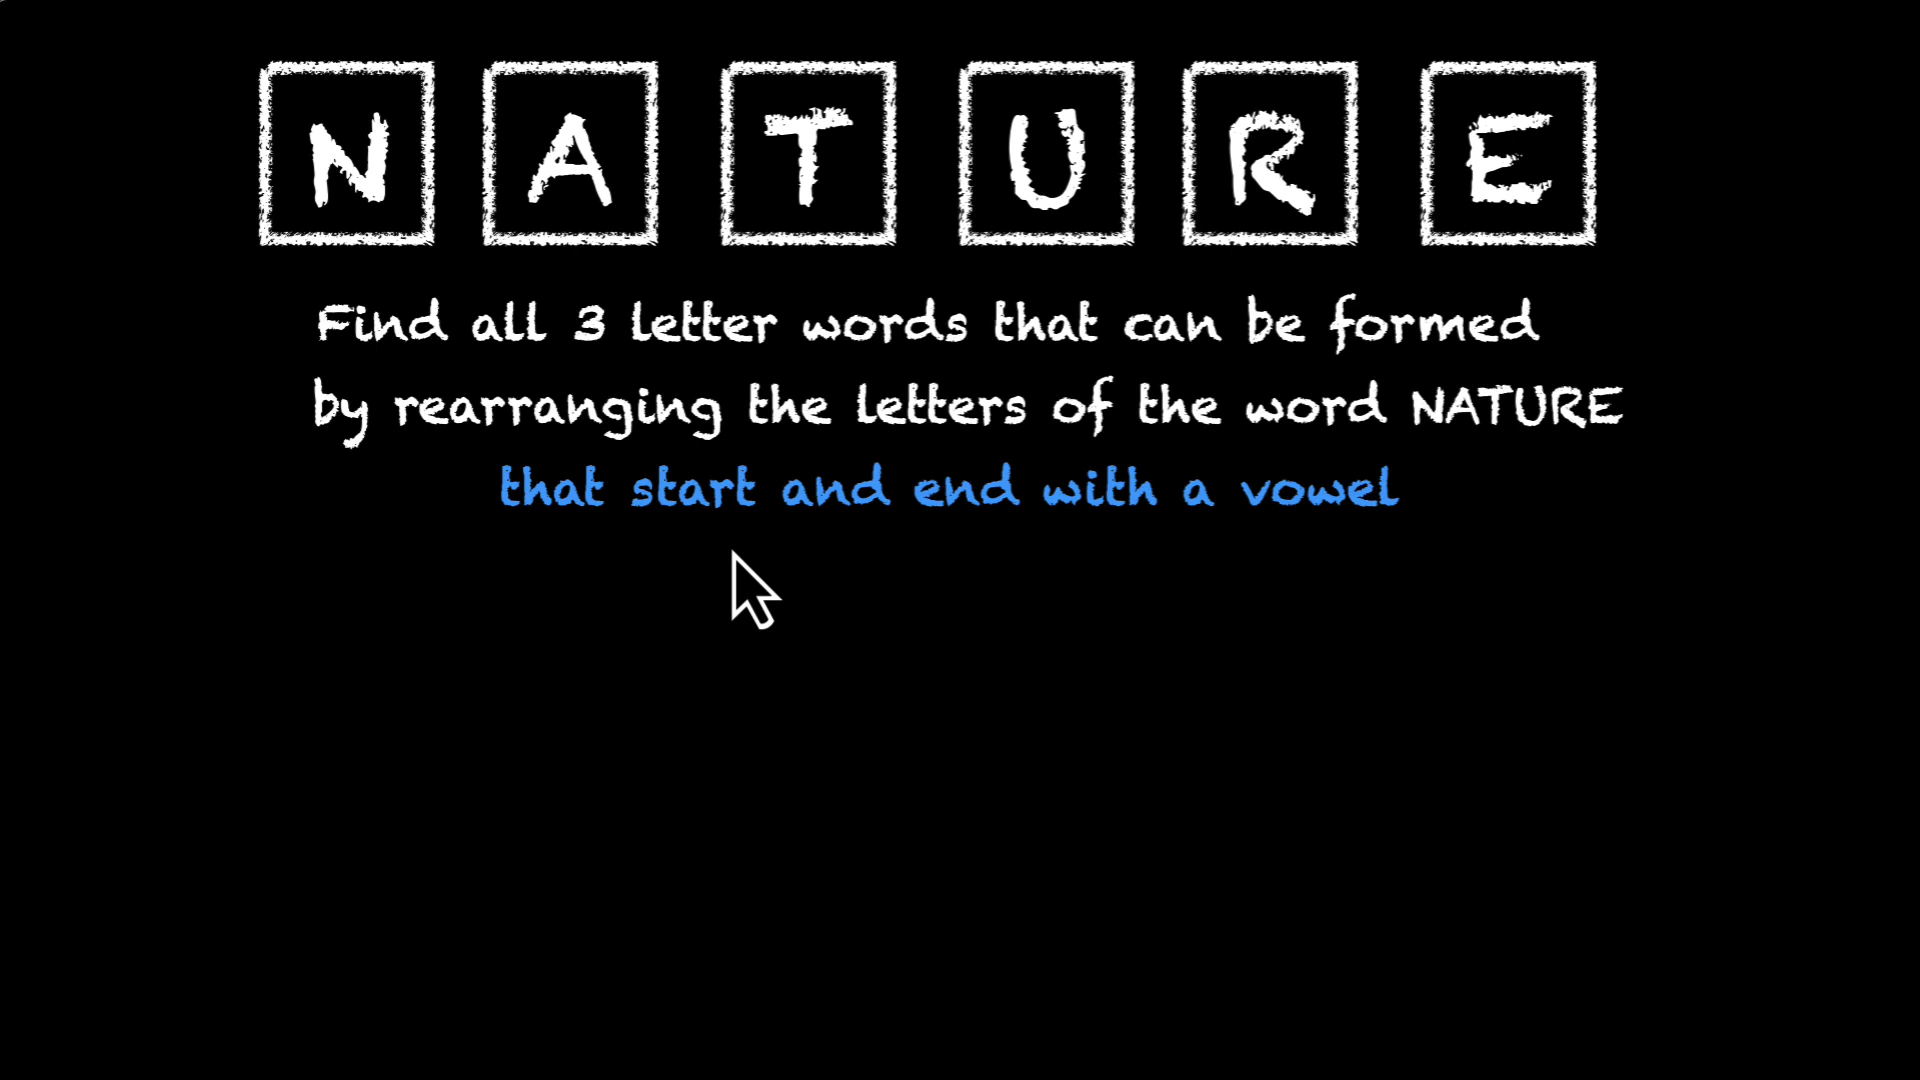 N A T U R E
Find all 3 letter words that can be formed
by rearranging the letters of the word NATURE
that start and end with a vowel